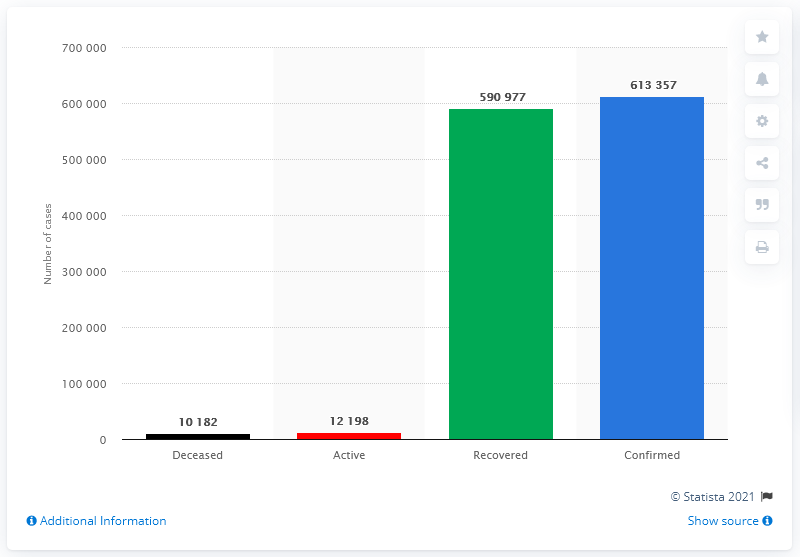 700 000
600 000
500 000
400 000
300 000
200 000
100 000
0
Number of cases
10 182
12 198
590 977
613 357
Deceased
Active
Recovered
Confirmed
© Statista 2021
Additional Information
Show source